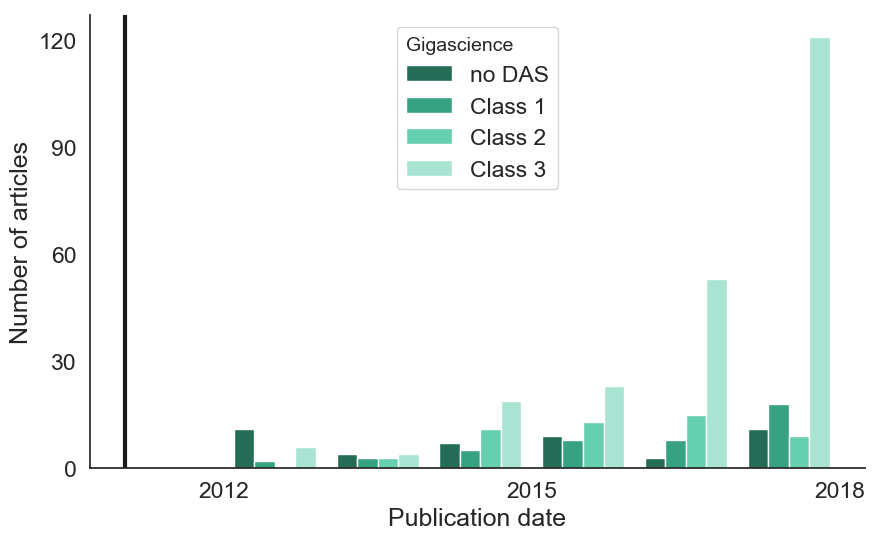 Gigascience
no DAS
Class 1
Class 2
Class 3
120
90
60
30
0
Number of articles
2012
2015
2018
Publication date